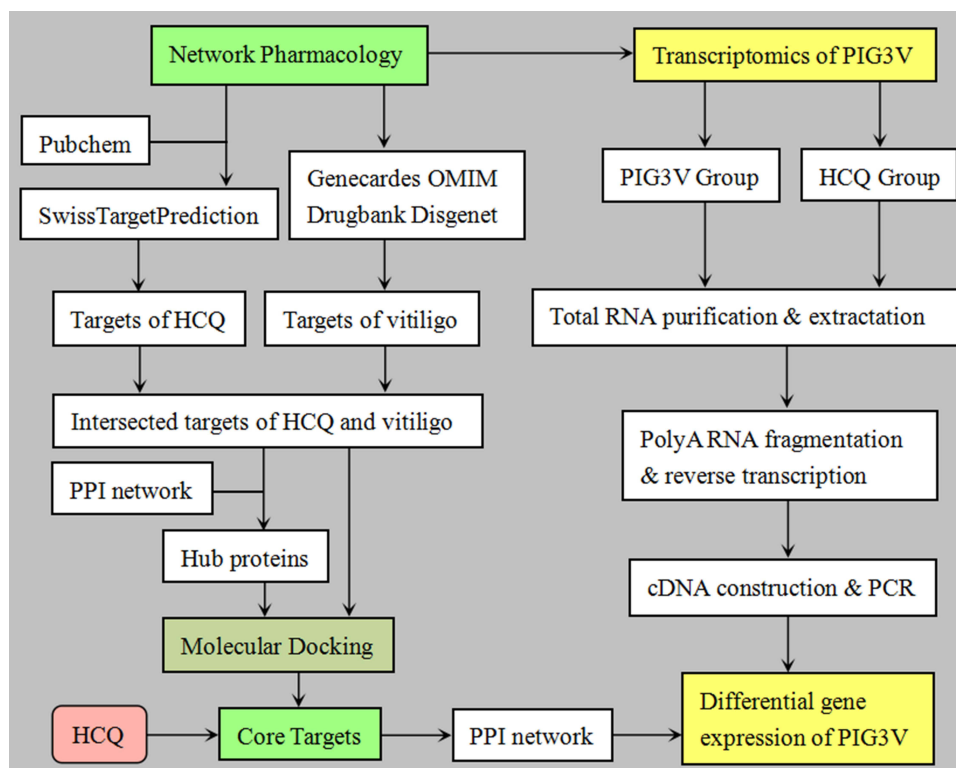 Network Pharmacology
Transcriptomics of PIG3V
Pubchem
SwissTargetPrediction
Genecardes OMIM
Drugbank Disgenet
PIG3V Group
HCQ Group
Targets of HCQ
Targets of vitiligo
Total RNA purification & extractation
Intersected targets of HCQ and vitiligo
PolyA RNA fragmentation
& reverse transcription
PPI network
Hub proteins
cDNA construction & PCR
Molecular Docking
HCQ
Core Targets
PPI network
Differential gene
expression of PIG3V